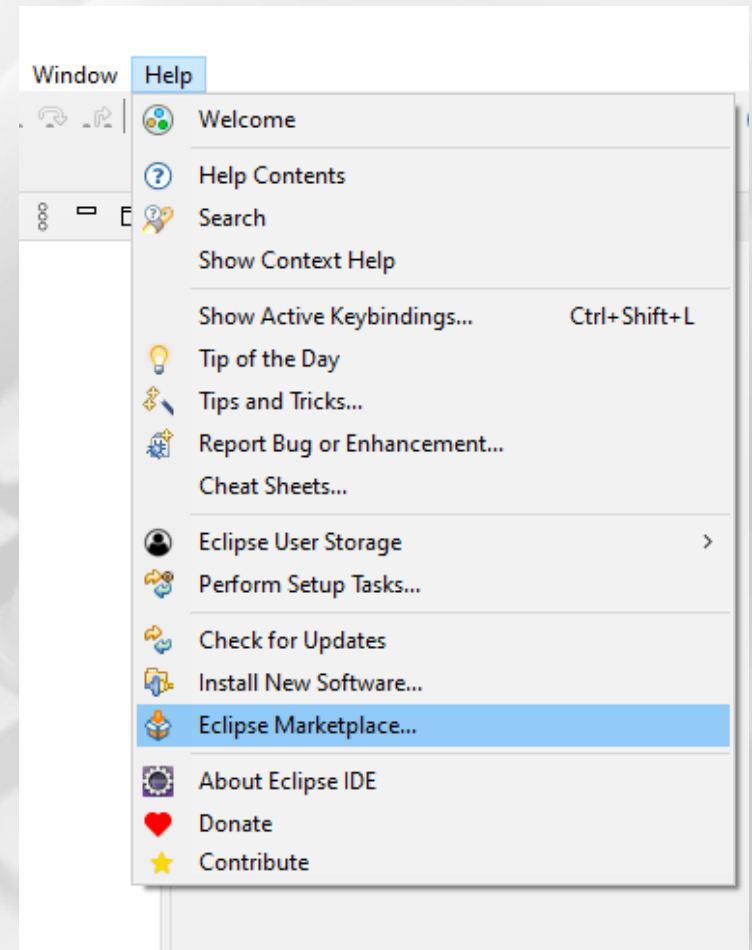 Window Help
Welcome
Help Contents
Search
Show Context Help
Show Active Keybindings... Ctrl+Shift+L
Tip of the Day
Tips and Tricks...
Report Bug or Enhancement...
Cheat Sheets...
Eclipse User Storage
Perform Setup Tasks...
Check for Updates
Install New Software...
Eclipse Marketplace...
About Eclipse IDE
Donate
Contribute